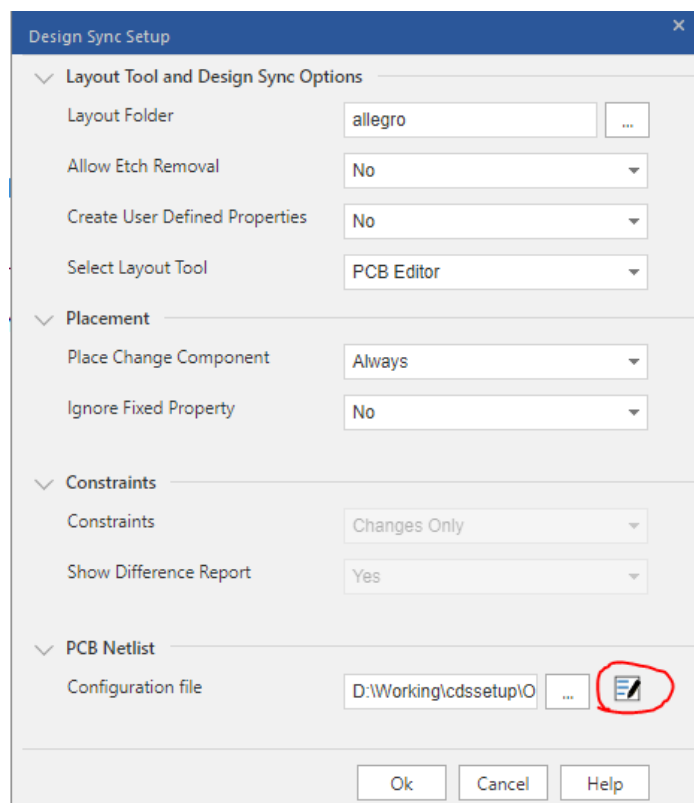 Design Sync Setup
Layout Tool and Design Sync Options
Layout Folder allegro ...
Allow Etch Removal No
Create User Defined Properties No
Select Layout Tool PCB Editor
Placement
Place Change Component Always
Ignore Fixed Property No
Constraints
Constraints Changes Only
Show Difference Report Yes
PCB Netlist
Configuration file D:\Working\cdssetup\O ...
Ok Cancel Help